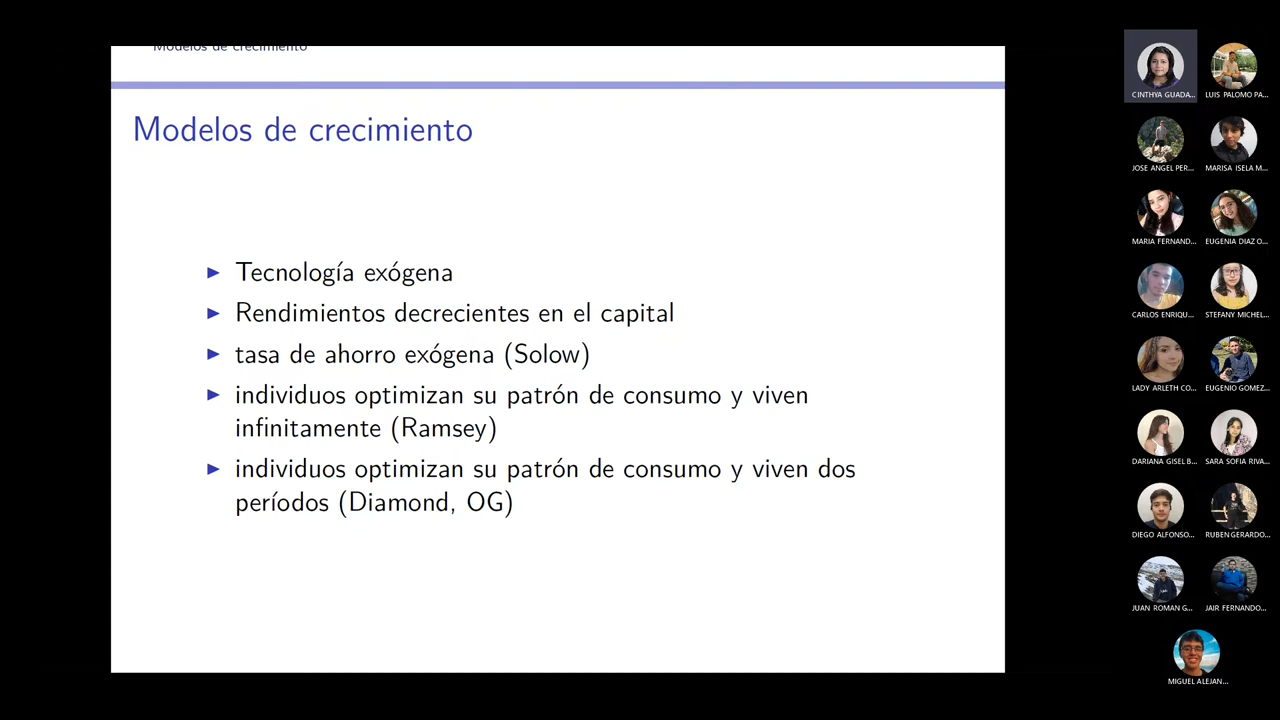 Modelos de crecimiento
Modelos de crecimiento
Tecnología exógena
Rendimientos decrecientes en el capital
tasa de ahorro exógena (Solow)
individuos optimizan su patrón de consumo y viven
infinitamente (Ramsey)
individuos optimizan su patrón de consumo y viven dos
períodos (Diamond, OG)
CINTHYA GUADA...
LUIS PALOMO PA...
JOSE ANGEL PER...
MARISA ISELA M...
MARIA FERNAND...
EUGENIA DIAZ O...
CARLOS ENRIQU...
STEFANY MICHEL...
LADY ARLETH CO...
EUGENIO GOMEZ...
DARIANA GISEL B...
SARA SOFIA RIVA...
DIEGO ALFONSO...
RUBEN GERARDO...
JUAN ROMAN G...
JAIR FERNANDO...
MIGUEL ALEJAN...